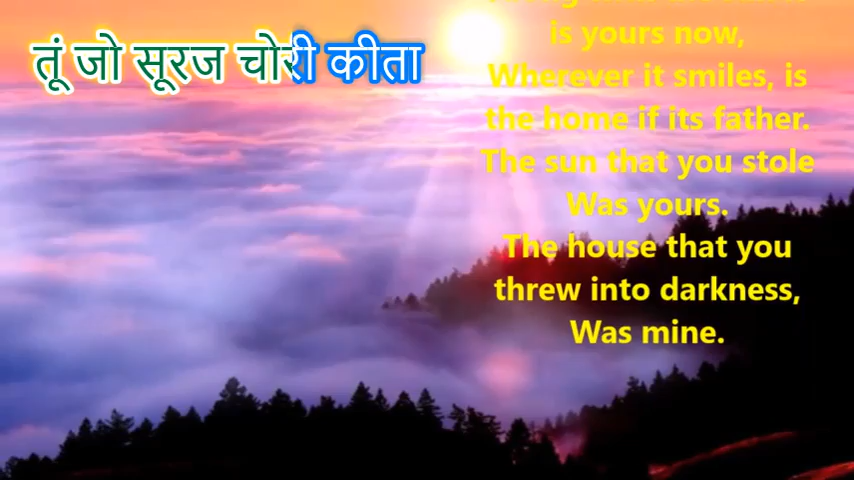 तूं जो सूरज चोरी कीता
is yours now,
Wherever it smiles, is
the home if its father.
The sun that you stole
Was yours.
The house that you
threw into darkness,
Was mine.